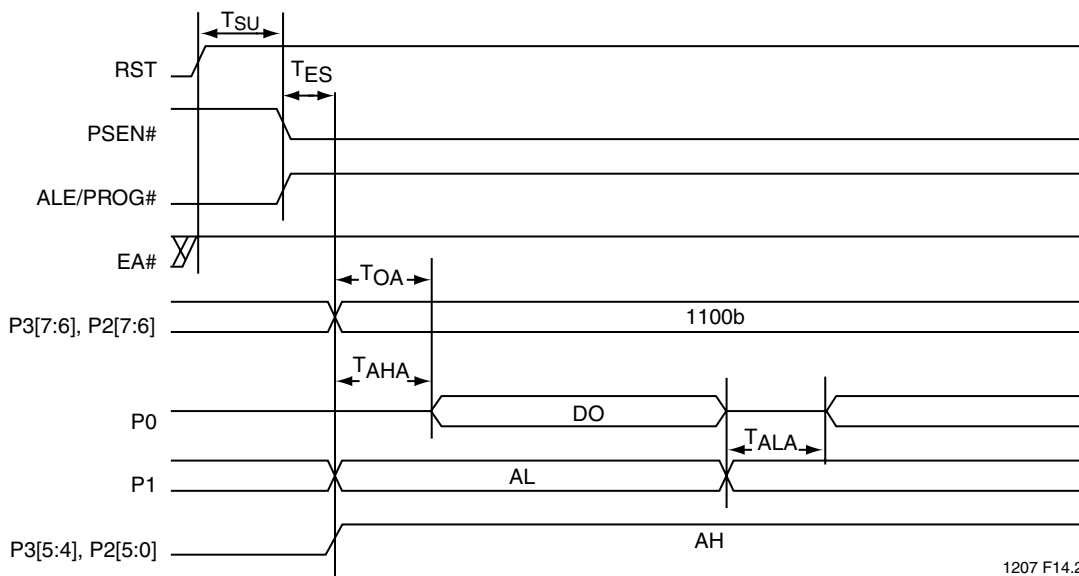 TSU
RST
TES
PSEN#
ALE/PROG#
EA#
TOA
P3[7:6], P2[7:6]
1100b
TAHA
P0
DO
TALA
P1
AL
P3[5:4], P2[5:0]
AH
1207 F14.2